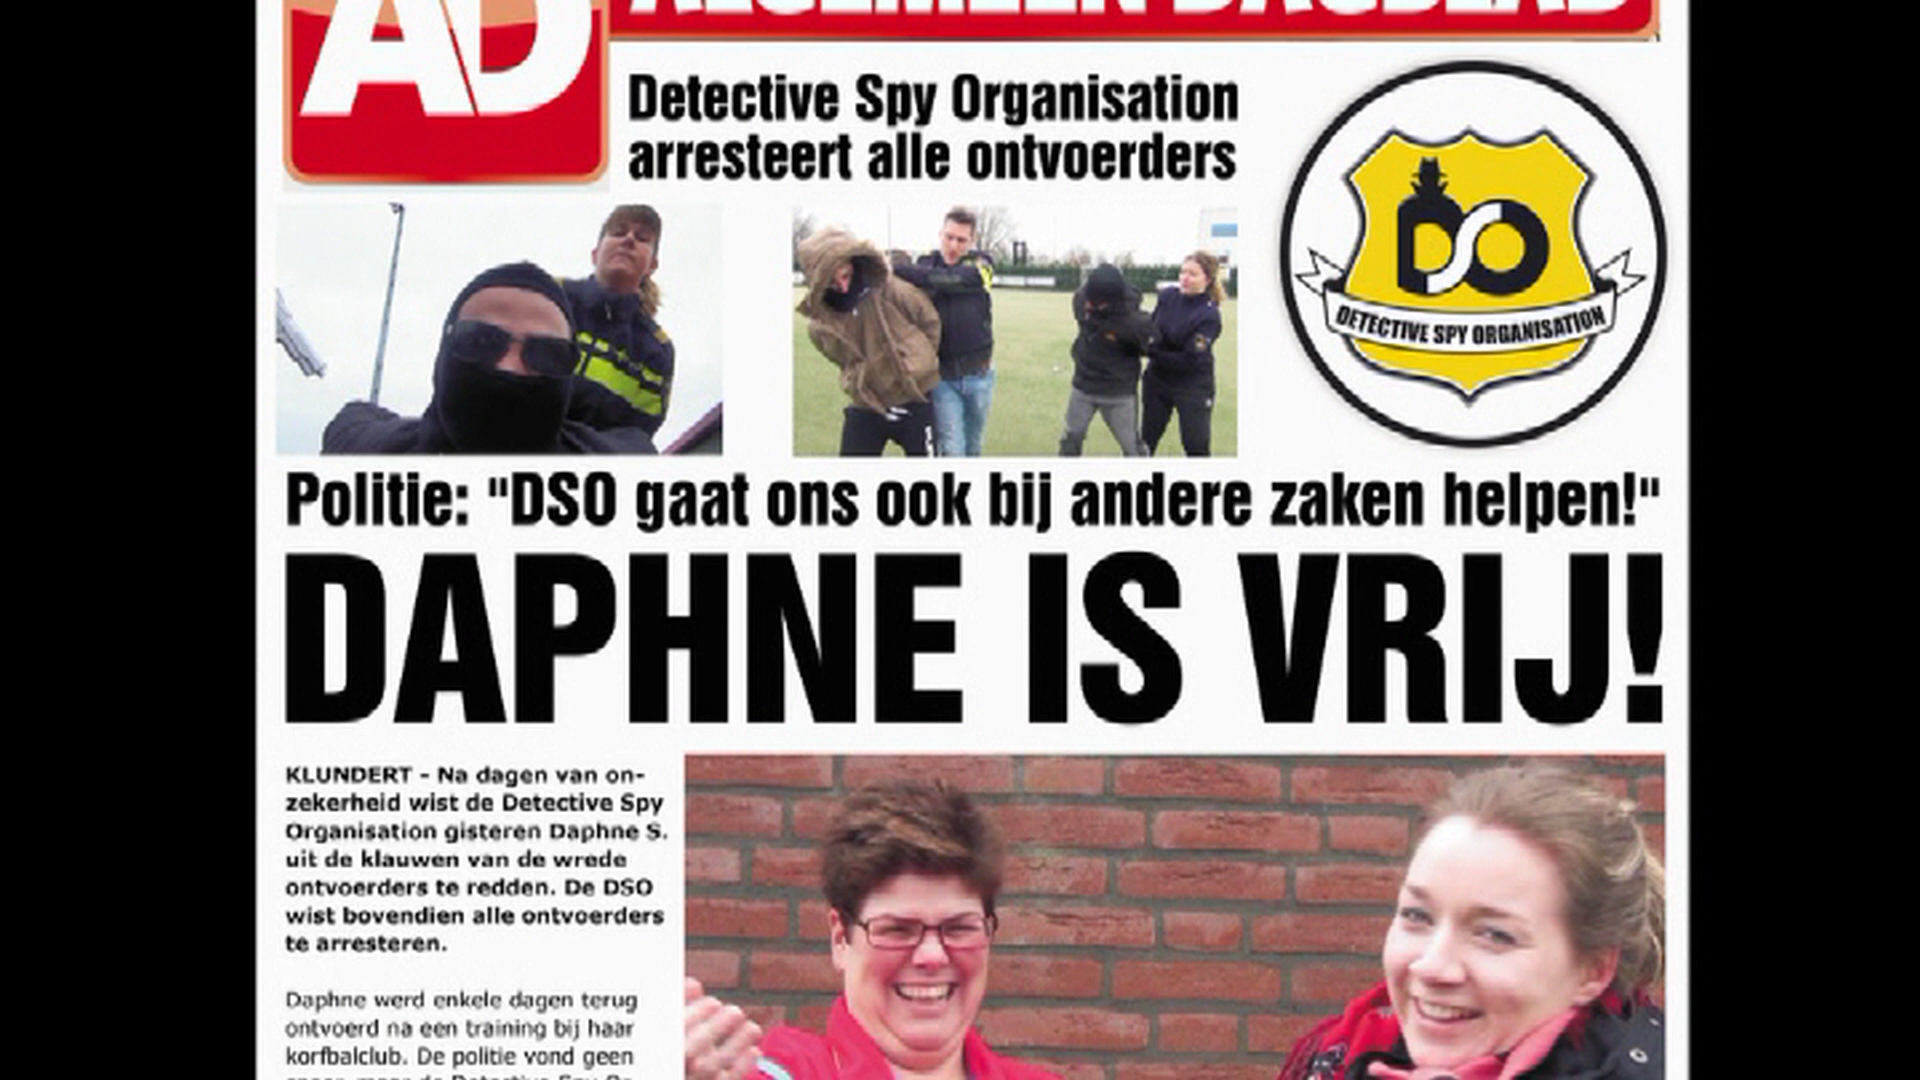 AD ALGEMEEN DAGBLAD
Detective Spy Organisation
arresteert alle ontvoerders
DSO
DETECTIVE SPY ORGANISATION
Politie: "DSO gaat ons ook bij andere zaken helpen!"
DAPHNE IS VRIJ!
KLUNDERT - Na dagen van on-
zekerheid wist de Detective Spy
Organisation gisteren Daphne S.
uit de klauwen van de wrede
ontvoerders te redden. De DSO
wist bovendien alle ontvoerders
te arresteren.
Daphne werd enkele dagen terug
ontvoerd na een training bij haar
korfbalclub. De politie vond geen